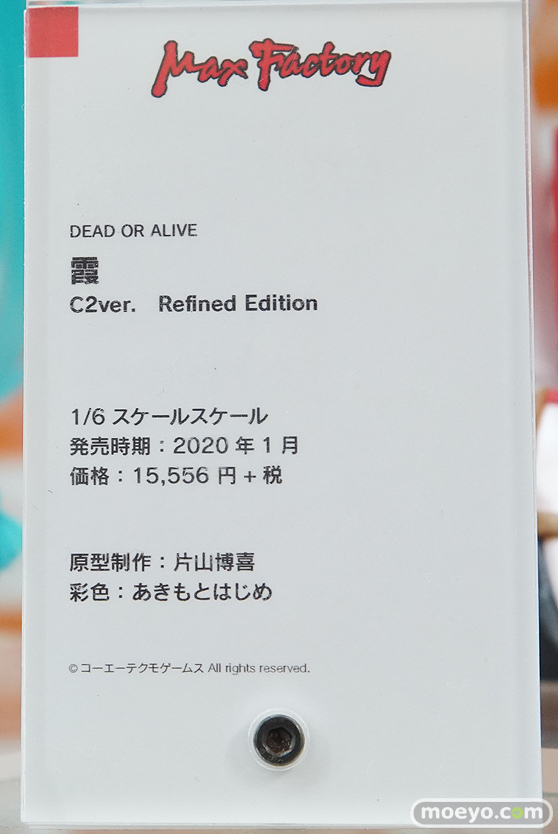 Max Factory
DEAD OR ALIVE
霞
C2ver. Refined Edition
1/6 スケールスケール
発売時期：2020 年 1 月
価格：15,556 円＋税
原型制作：片山博喜
彩色：あきもとはじめ
© コーエーテクモゲームス All rights reserved.
moeyo.com